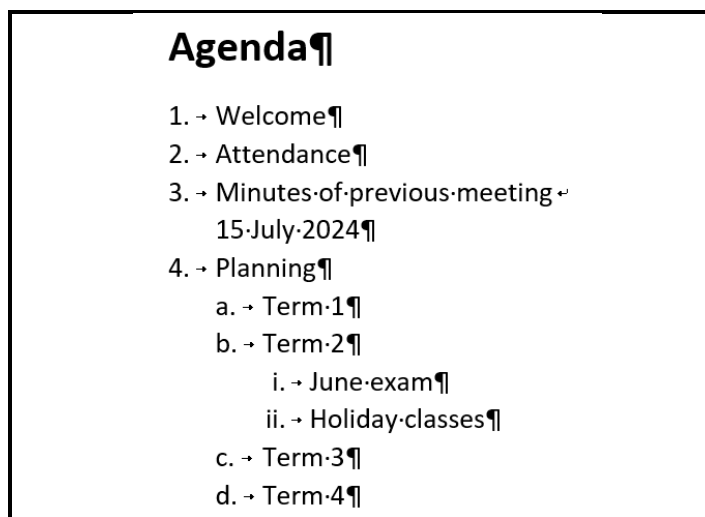 Agenda¶
1.→Welcome¶
2.→Attendance¶
3.→Minutes·of·previous·meeting↵
15·July·2024¶
4.→Planning¶
a.→Term·1¶
b.→Term·2¶
i.→June·exam¶
ii.→Holiday·classes¶
c.→Term·3¶
d.→Term·4¶